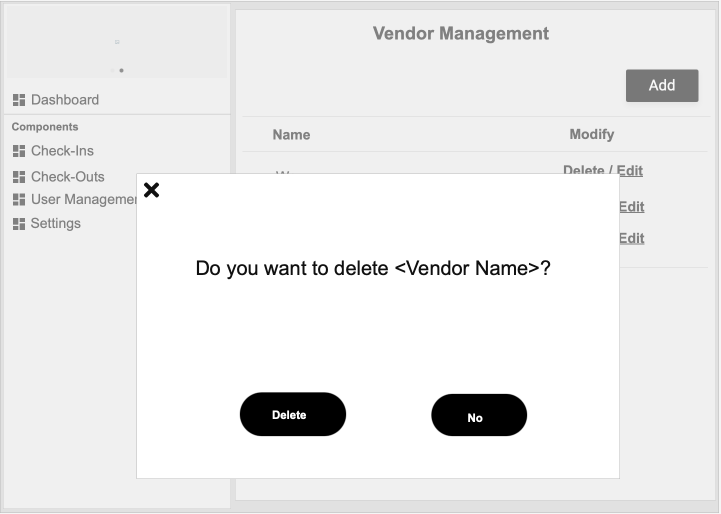 Vendor Management
Add
Dashboard
Components
Check-Ins
Check-Outs
User Managemen
Settings
Name Modify
Delete / Edit
Edit
Edit
Do you want to delete <Vendor Name>?
Delete No